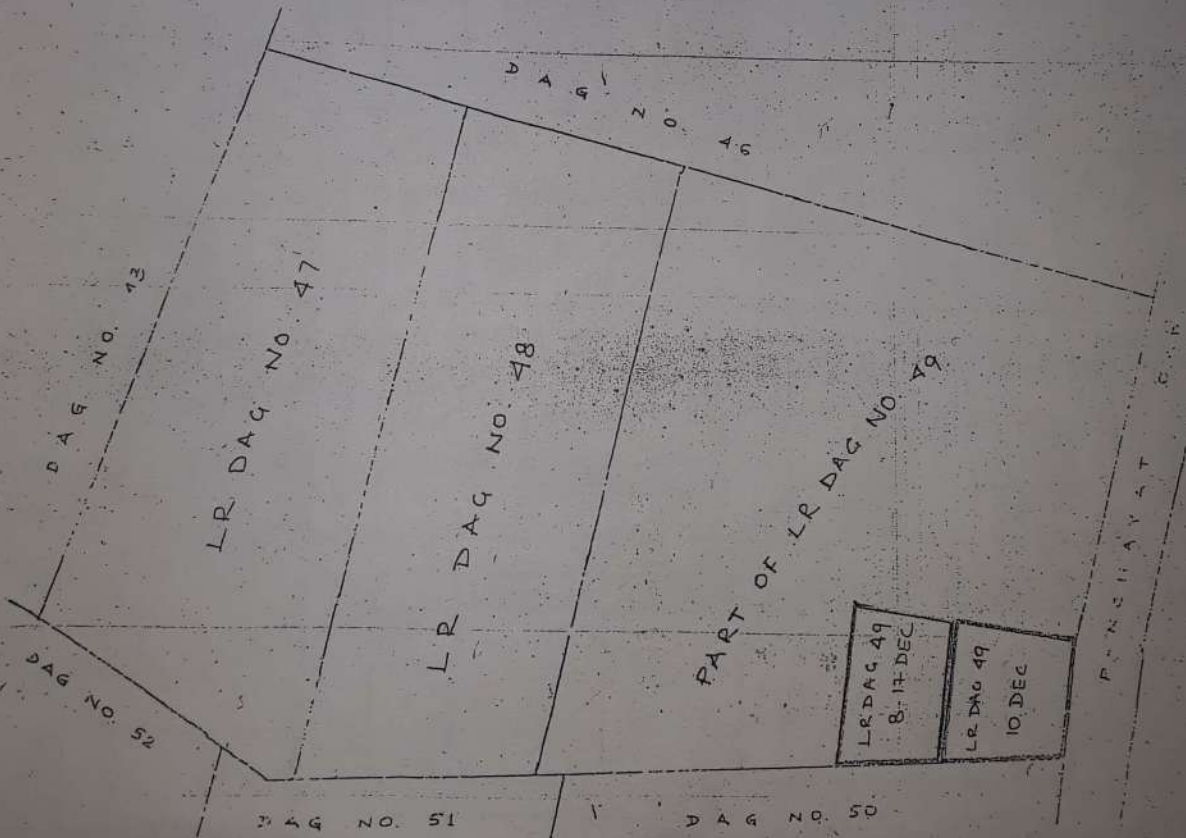 DAG NO. 46
DAG NO. 43
LR DAG NO. 47
LR DAG NO. 48
PART OF LR DAG NO 49
LR DAG 49
8.17 DEC
LR DAG 49
10 DEC
PANCHAYAT
DAG NO. 52
DAG NO. 51
DAG NO. 50